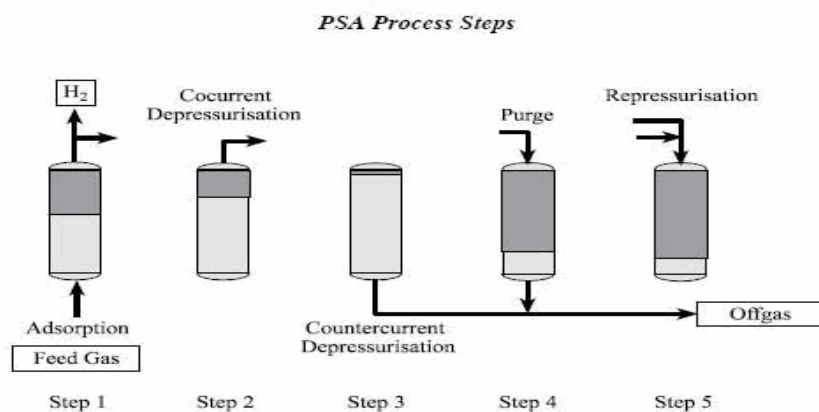 PSA Process Steps
H2
Cocurrent
Depressurisation
Purge
Repressurisation
Adsorption
Feed Gas
Countercurrent
Depressurisation
Offgas
Step 1
Step 2
Step 3
Step 4
Step 5